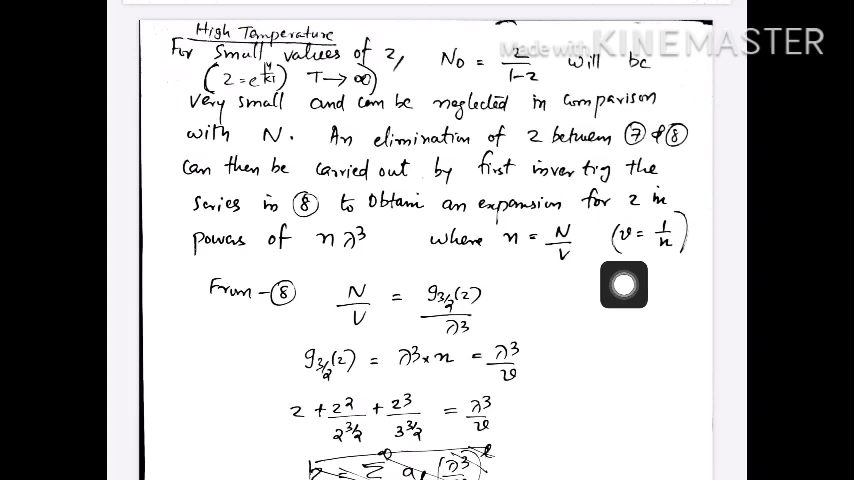 High Temperature
Made with KINEMASTER
For small values of z, N₀ = z/(1-z) will be
(z = e^(μ/kT) T → ∞)
very small and can be neglected in comparison
with N. An elimination of z between ⑦ & ⑧
can then be carried out by first inverting the
series in ⑧ to obtain an expansion for z in
powers of nλ³ where n = N/V (v = 1/n)
From - ⑧ N/V = g_{3/2}(z)/λ³
g_{3/2}(z) = λ³ × n = λ³/v
z + z²/2^{3/2} + z³/3^{3/2} = λ³/v